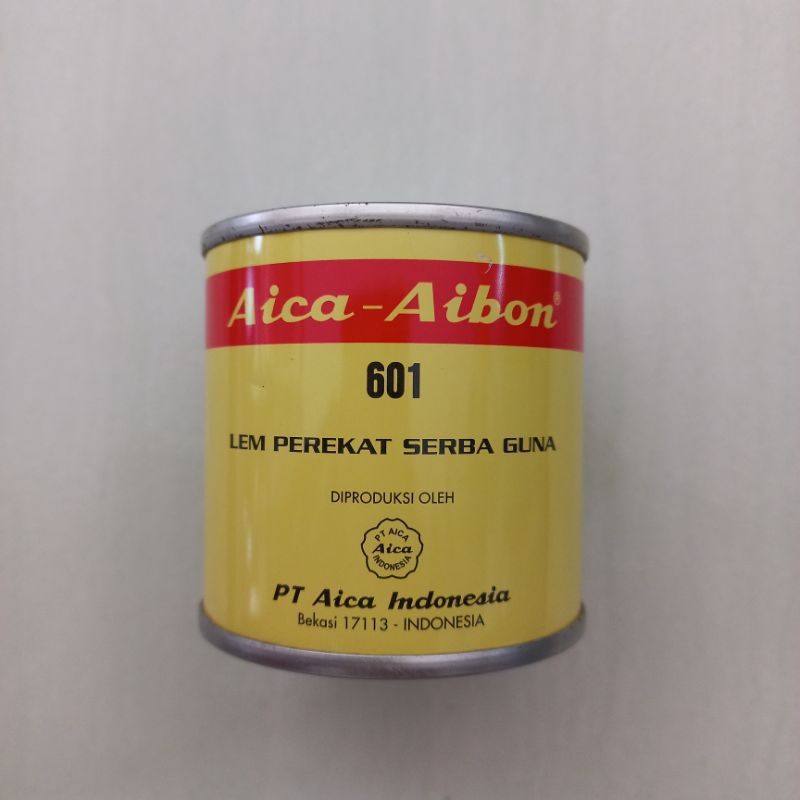 Aica-Aibon®
601
LEM PEREKAT SERBA GUNA
DIPRODUKSI OLEH
PT AICA
Aica
INDONESIA
PT Aica Indonesia
Bekasi 17113 - INDONESIA